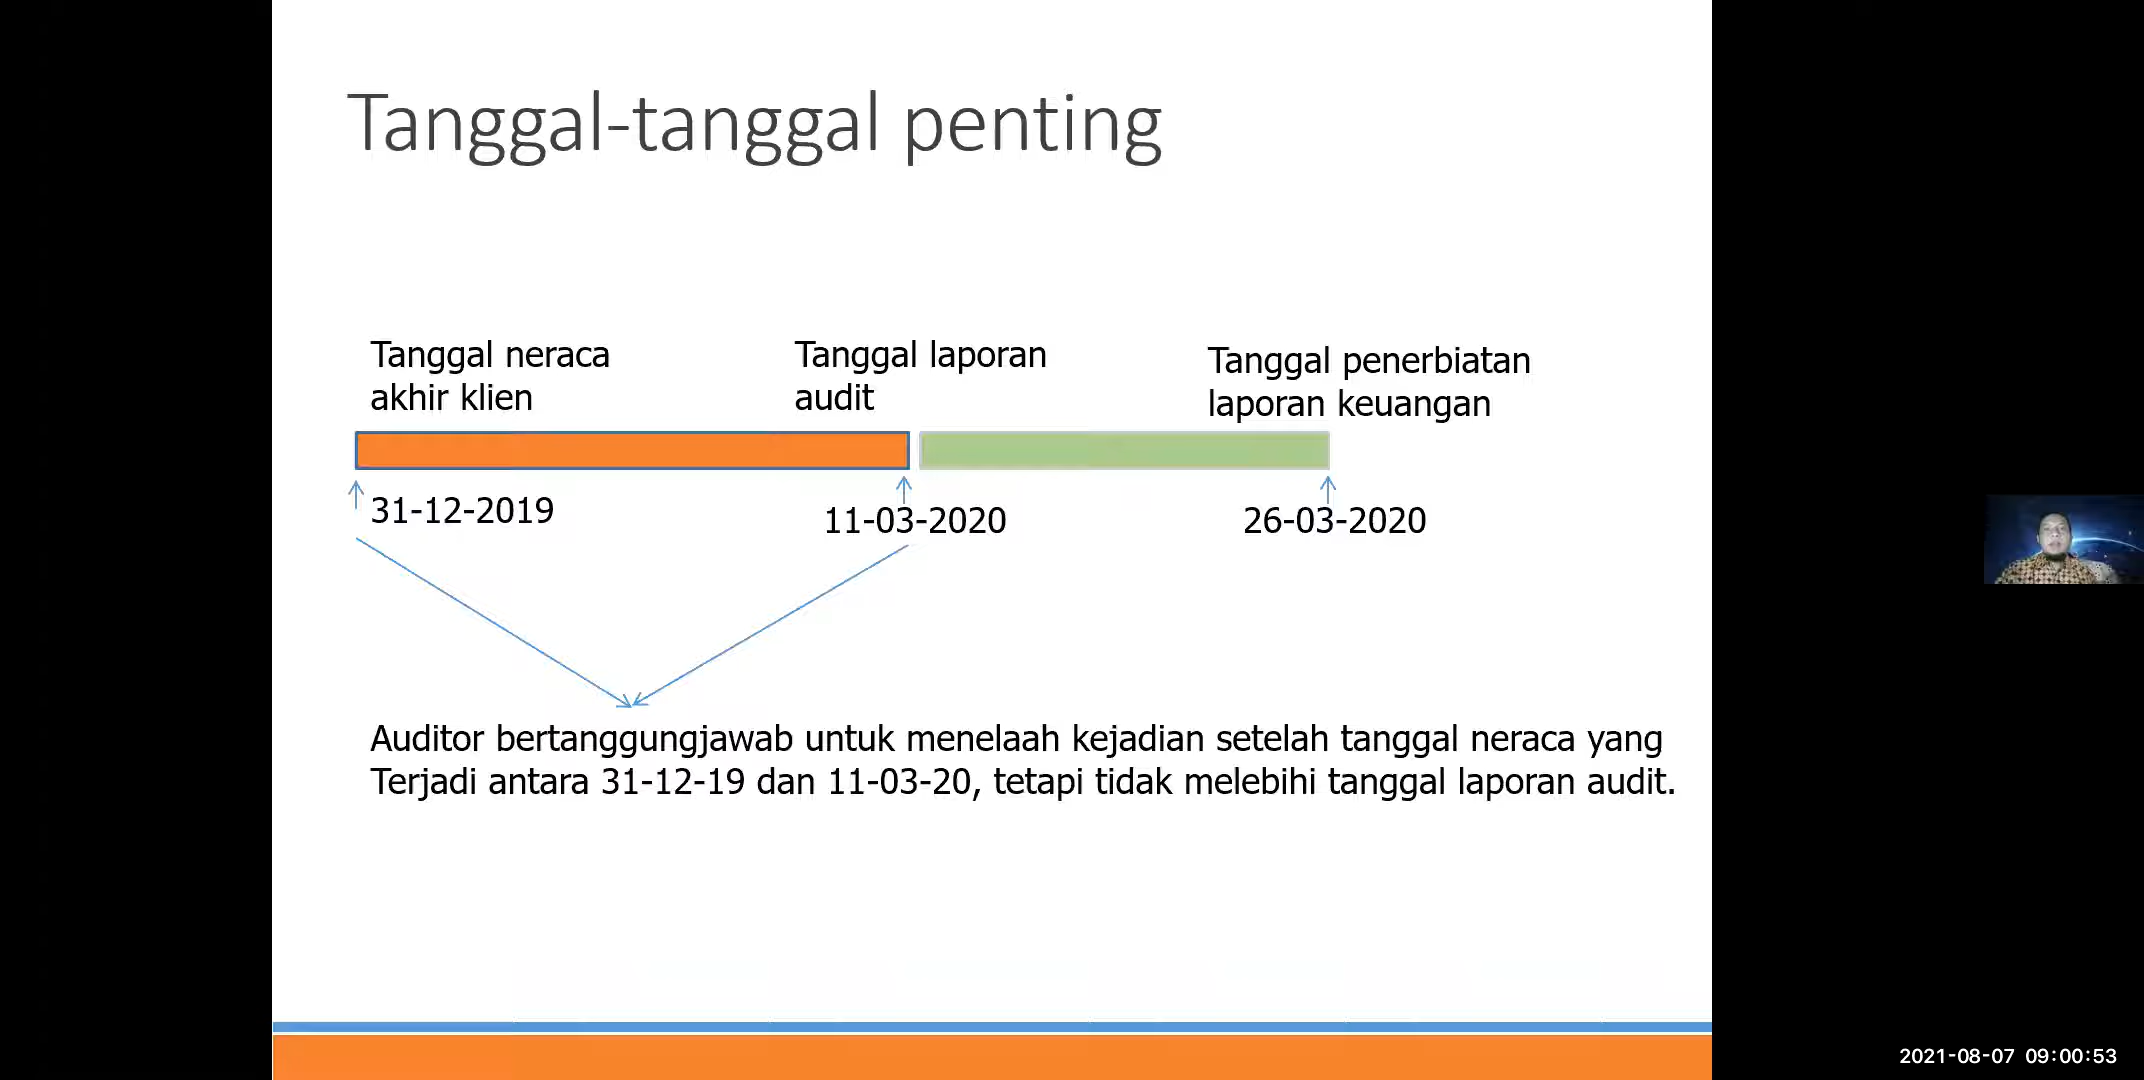 Tanggal-tanggal penting
Tanggal neraca
akhir klien
Tanggal laporan
audit
Tanggal penerbiatan
laporan keuangan
31-12-2019
11-03-2020
26-03-2020
Auditor bertanggungjawab untuk menelaah kejadian setelah tanggal neraca yang
Terjadi antara 31-12-19 dan 11-03-20, tetapi tidak melebihi tanggal laporan audit.
2021-08-07 09:00:53